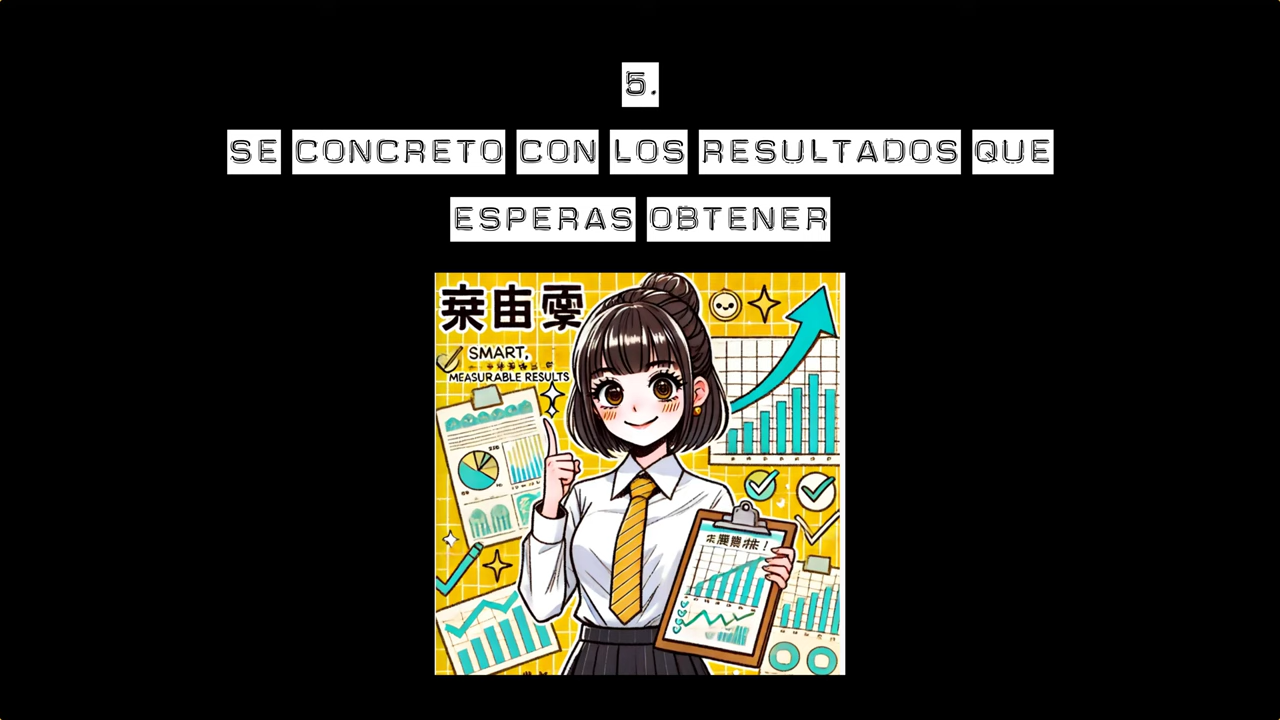 5.
SE CONCRETO CON LOS RESULTADOS QUE
ESPERAS OBTENER
SMART,
MEASURABLE RESULTS